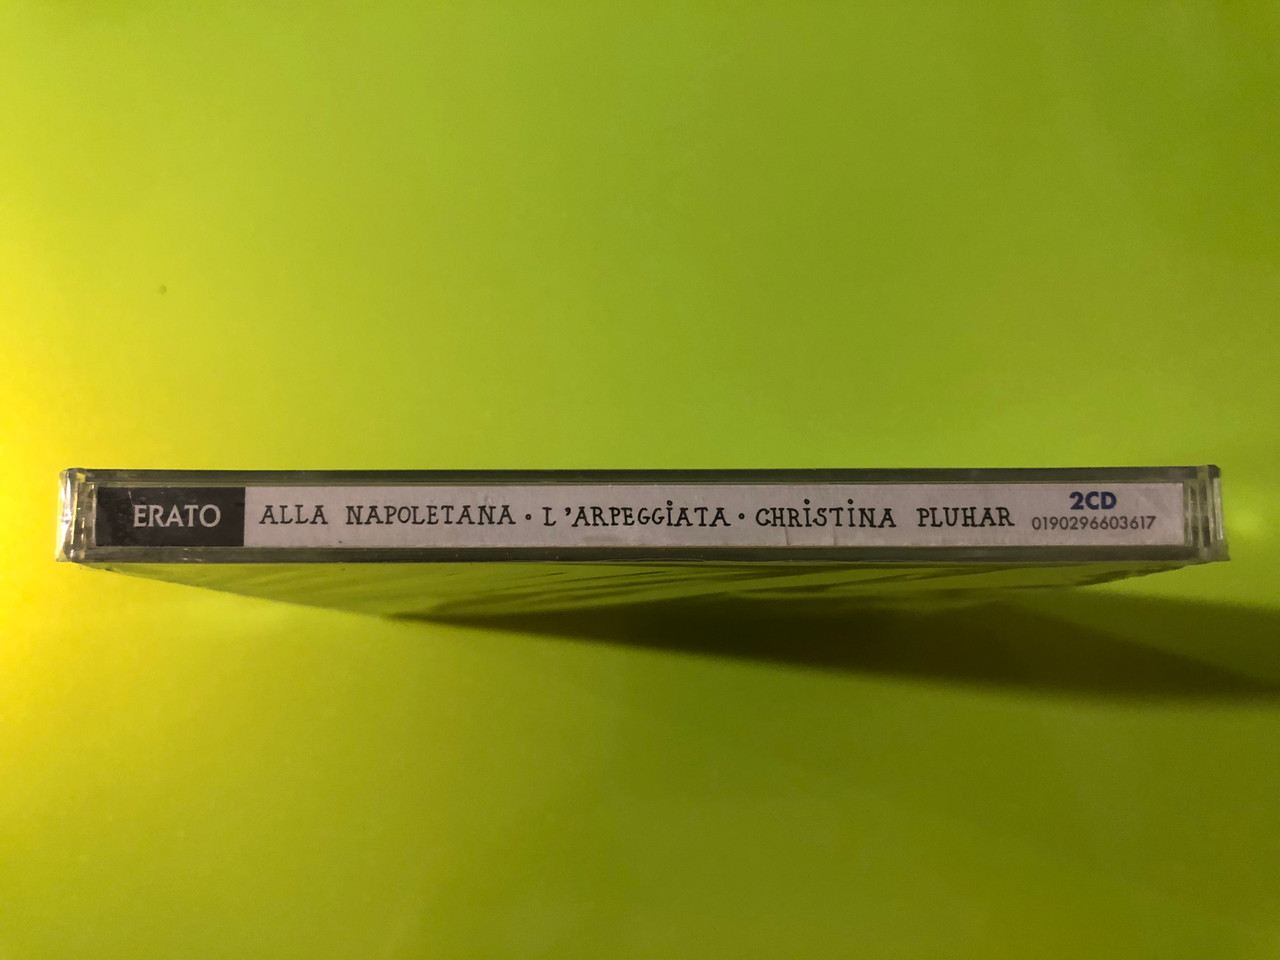 ERATO
ALLA NAPOLETANA • L'ARPEGGiATA • CHRiSTiNA PLUHAR
2CD
0190296603617